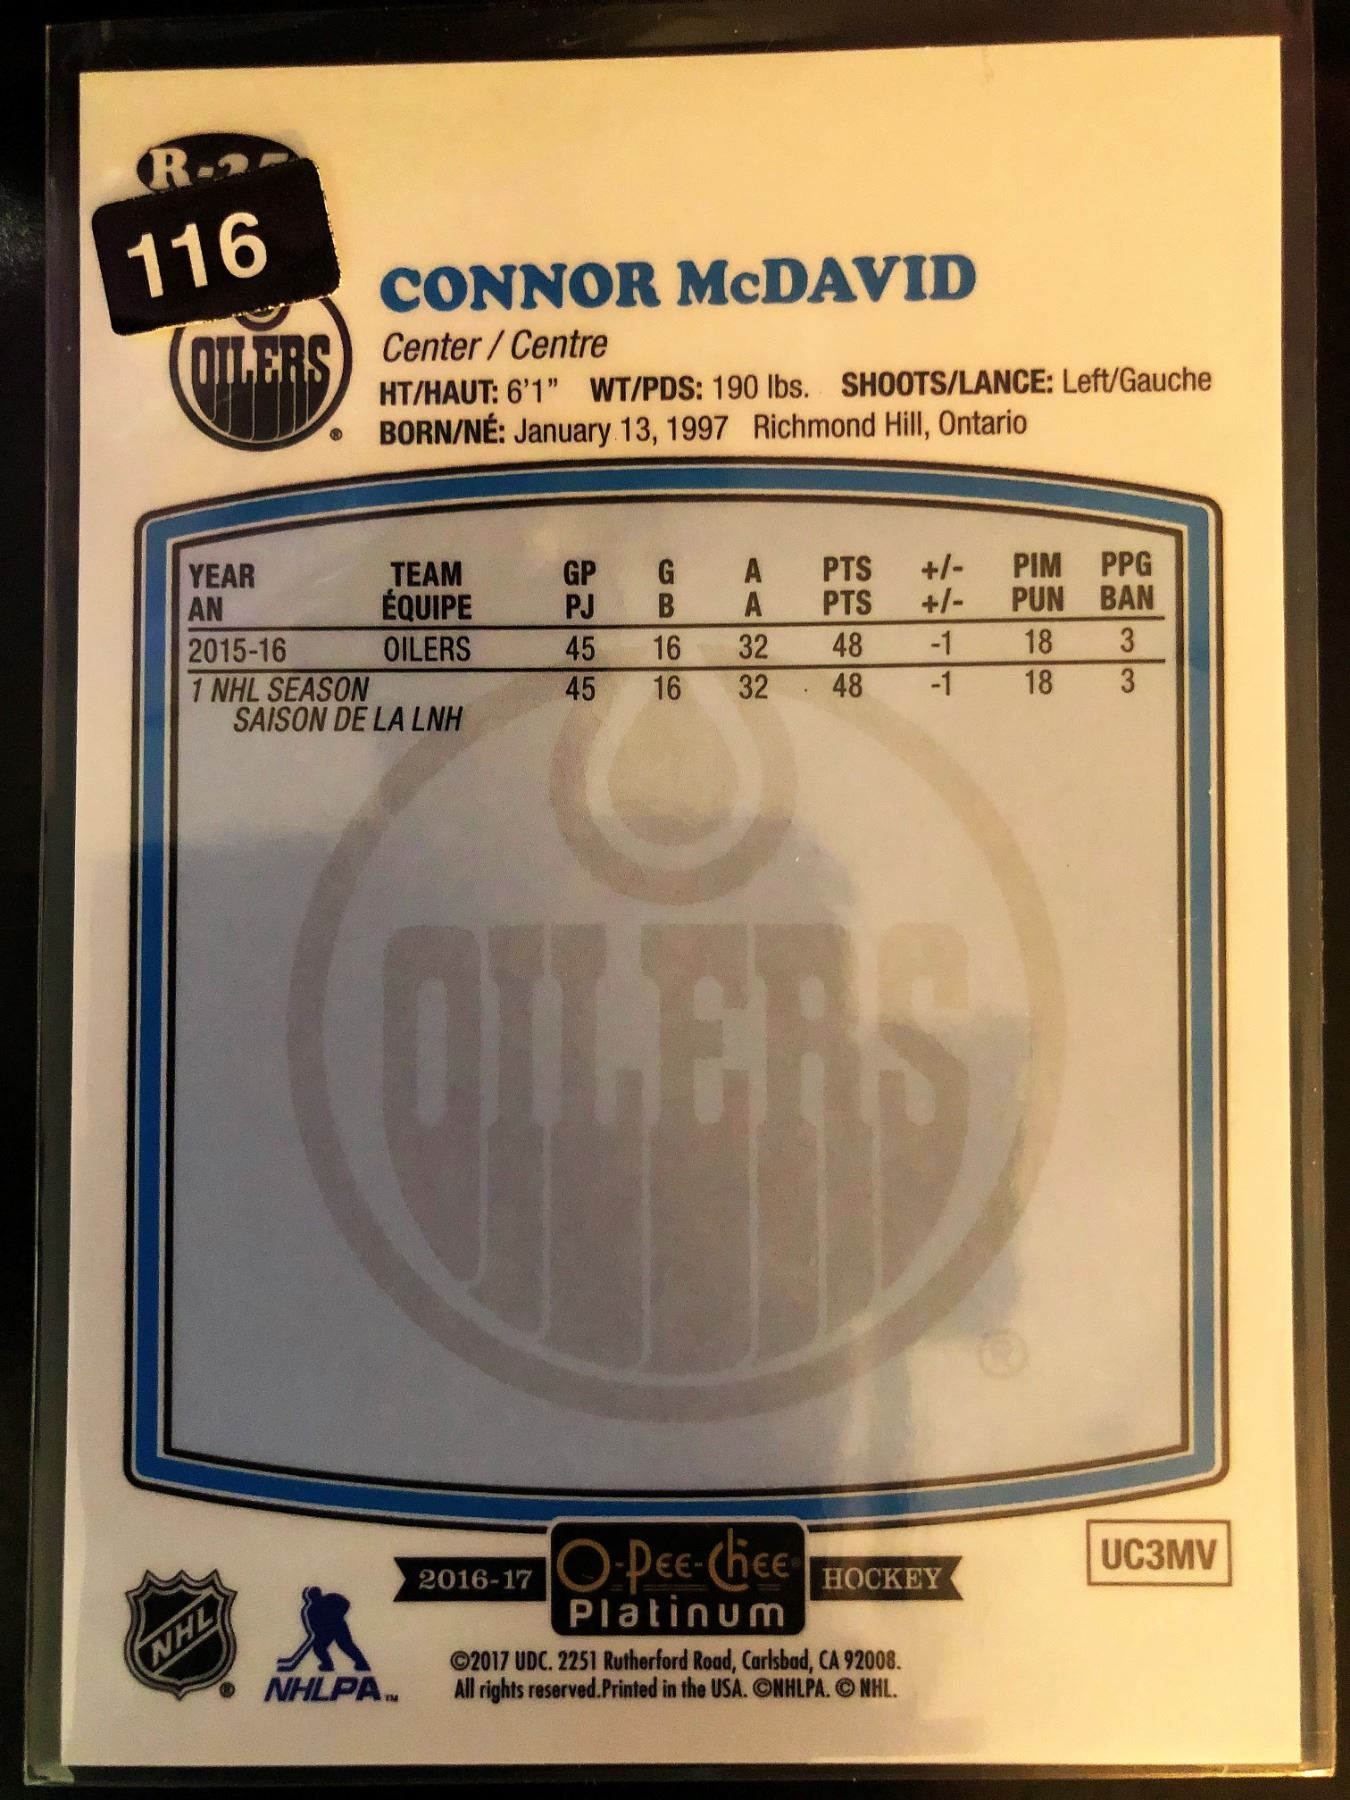 R-
116
OILERS
®
CONNOR McDAVID
Center / Centre
HT/HAUT: 6'1" WT/PDS: 190 lbs. SHOOTS/LANCE: Left/Gauche
BORN/NÉ: January 13, 1997 Richmond Hill, Ontario
YEAR TEAM GP G A PTS +/- PIM PPG
AN ÉQUIPE PJ B A PTS +/- PUN BAN
2015-16 OILERS 45 16 32 48 -1 18 3
1 NHL SEASON 45 16 32 48 -1 18 3
SAISON DE LA LNH
OILERS
®
UC3MV
2016-17 O-Pee-Chee HOCKEY
Platinum
NHL ®
NHLPA™
©2017 UDC. 2251 Rutherford Road, Carlsbad, CA 92008.
All rights reserved.Printed in the USA. ©NHLPA. © NHL.